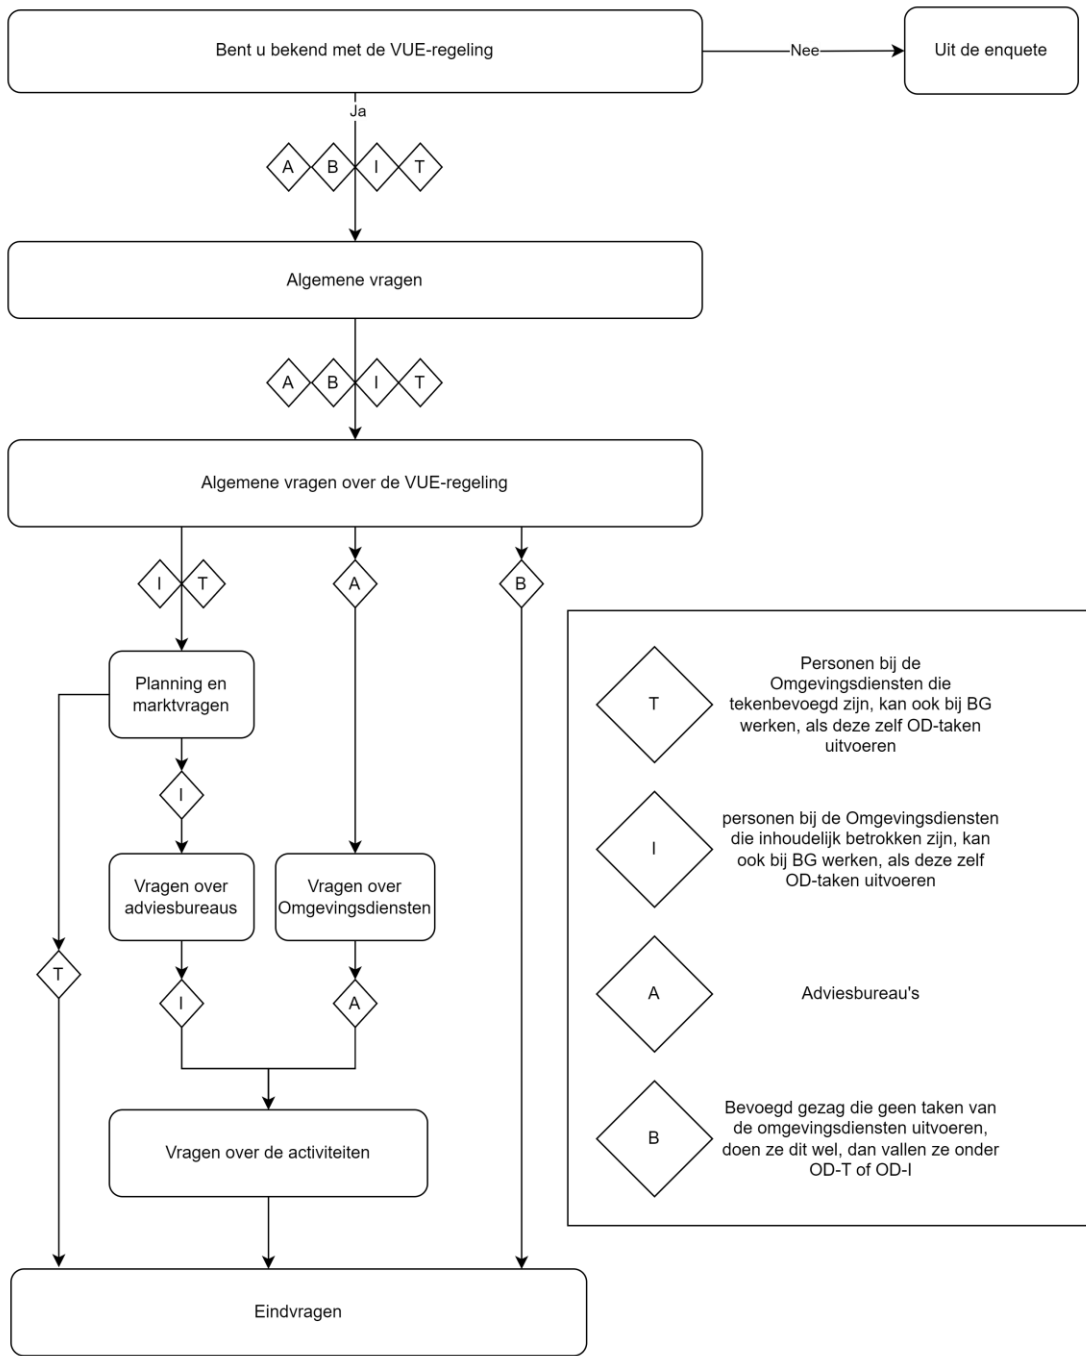 Bent u bekend met de VUE-regeling
Nee
Uit de enquete
Ja
A B I T
Algemene vragen
A B I T
Algemene vragen over de VUE-regeling
I T
A
B
Planning en
marktvragen
I
Vragen over
adviesbureaus
Vragen over
Omgevingsdiensten
T
I
A
Vragen over de activiteiten
Eindvragen
T
Personen bij de
Omgevingsdiensten die
tekenbevoegd zijn, kan ook bij BG
werken, als deze zelf OD-taken
uitvoeren
I
personen bij de Omgevingsdiensten
die inhoudelijk betrokken zijn, kan
ook bij BG werken, als deze zelf
OD-taken uitvoeren
A
Adviesbureau's
B
Bevoegd gezag die geen taken van
de omgevingsdiensten uitvoeren,
doen ze dit wel, dan vallen ze onder
OD-T of OD-I